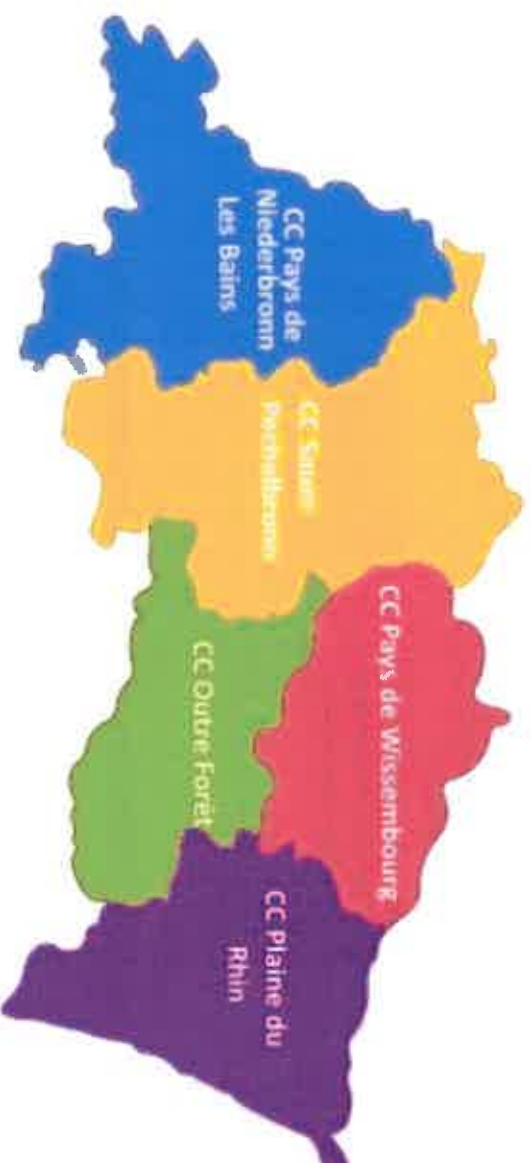 CC Pays de
Niederbronn
Les Bains
CC Sauer
Pechelbronn
CC Pays de Wissembourg
CC Outre Forêt
CC Plaine du
Rhin